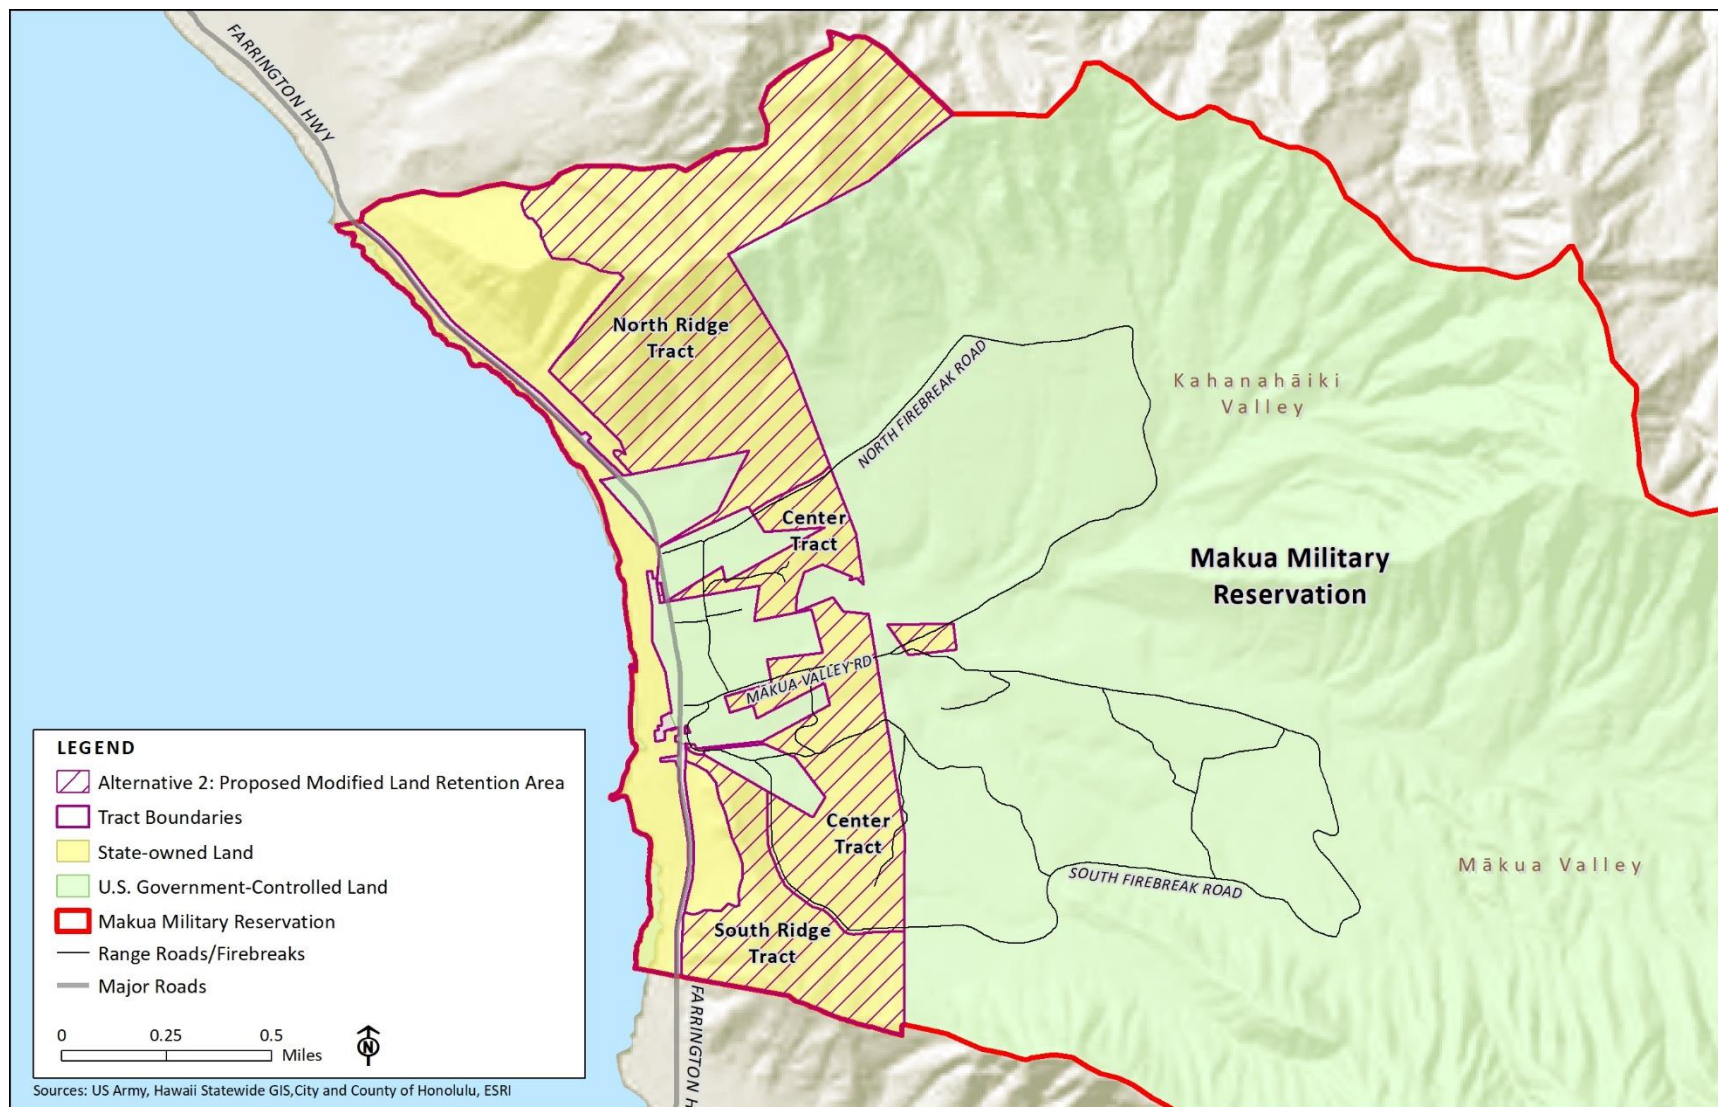 FARRINGTON HWY
North Ridge
Tract
NORTH FIREBREAK ROAD
Kahanahāiki
Valley
Center
Tract
Makua Military
Reservation
MĀKUA VALLEY RD
Center
Tract
SOUTH FIREBREAK ROAD
Mākua Valley
South Ridge
Tract
FARRINGTON H
LEGEND
Alternative 2: Proposed Modified Land Retention Area
Tract Boundaries
State-owned Land
U.S. Government-Controlled Land
Makua Military Reservation
Range Roads/Firebreaks
Major Roads
0 0.25 0.5
Miles
N
Sources: US Army, Hawaii Statewide GIS,City and County of Honolulu, ESRI